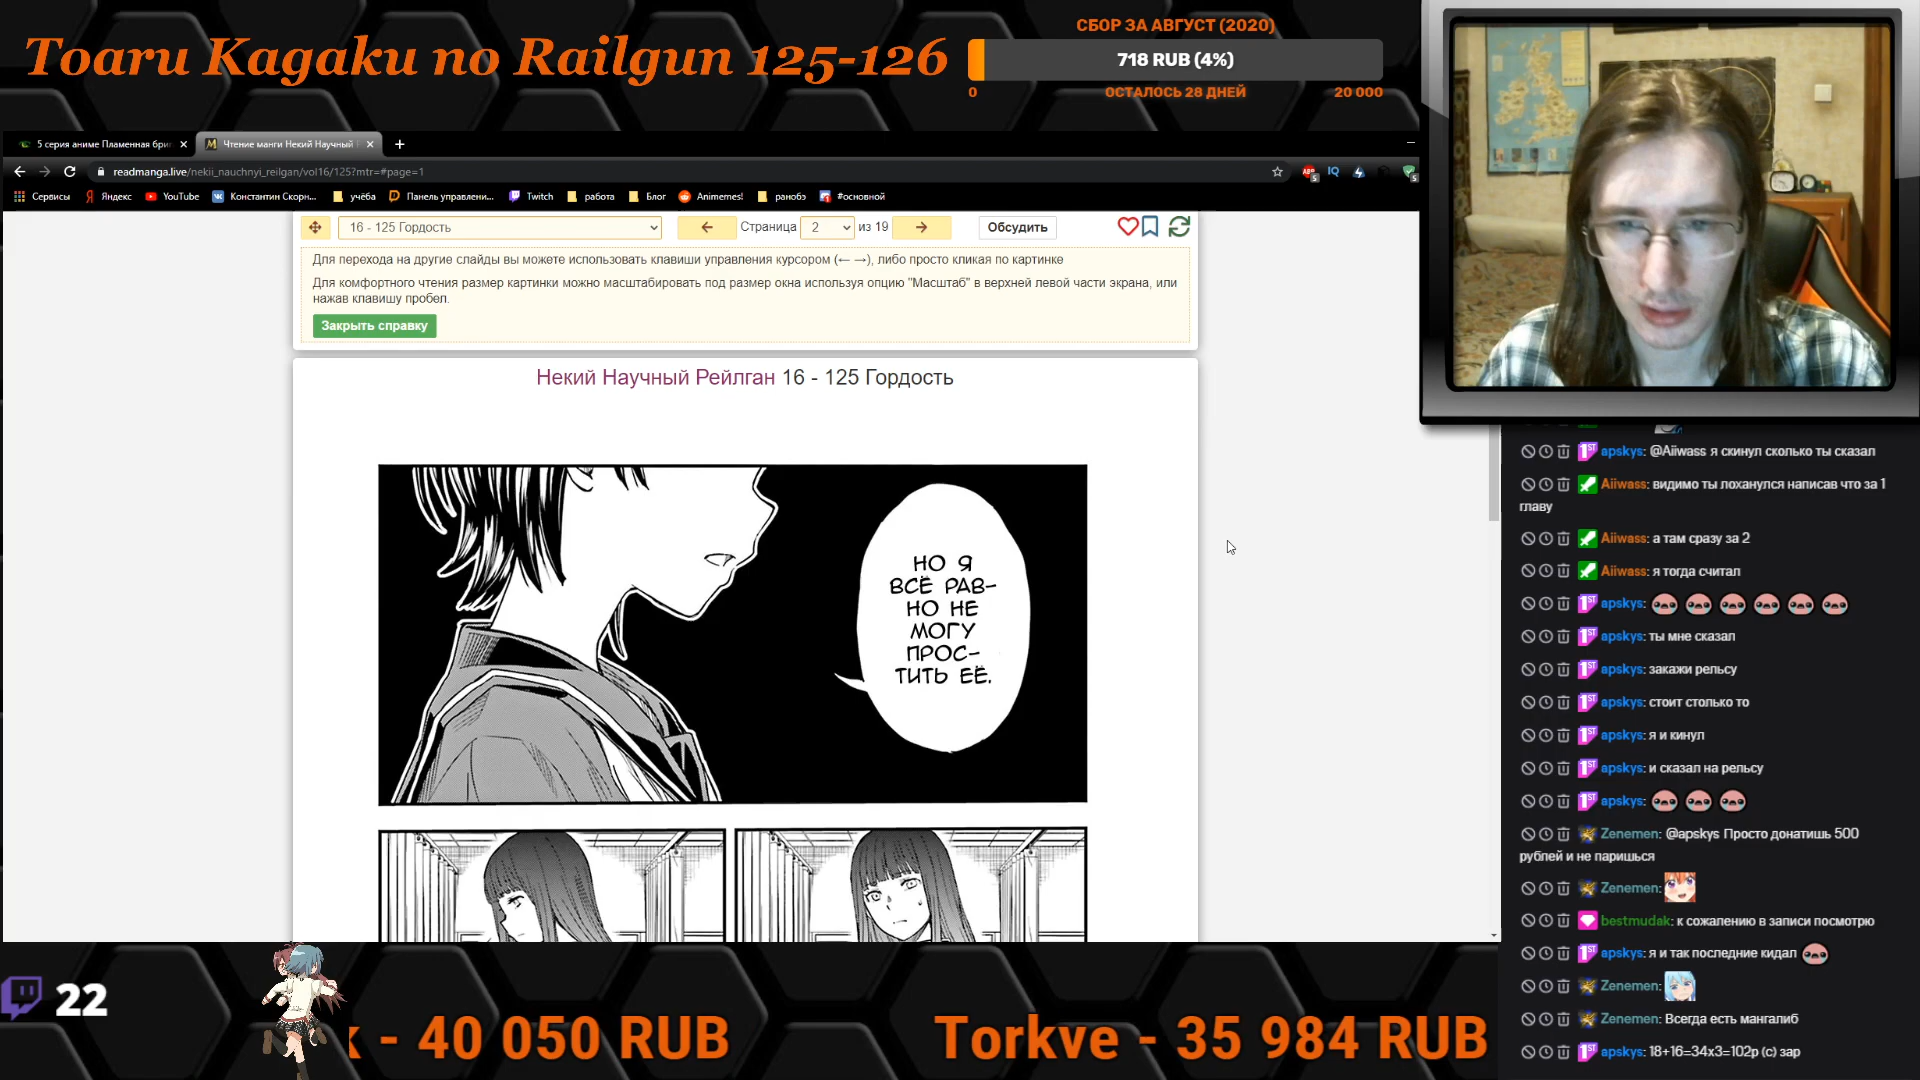 Toaru Kagaku no Railgun 125-126
СБОР ЗА АВГУСТ (2020)
718 RUB (4%)
0
ОСТАЛОСЬ 28 ДНЕЙ
20 000
5 серия аниме Пламенная бриг
Чтение манги Некий Научный Р
readmanga.live/nekii_nauchnyi_reilgan/vol16/125?mtr=#page=1
Сервисы
Яндекс
YouTube
Константин Скорн...
учёба
Панель управлени...
Twitch
работа
Блог
Animemes!
ранобэ
#основной
16 - 125 Гордость
Страница
2
из 19
Обсудить
Для перехода на другие слайды вы можете использовать клавиши управления курсором (← →), либо просто кликая по картинке
Для комфортного чтения размер картинки можно масштабировать под размер окна используя опцию "Масштаб" в верхней левой части экрана, или
нажав клавишу пробел.
Закрыть справку
Некий Научный Рейлган 16 - 125 Гордость
НО Я
ВСЁ РАВ-
НО НЕ
МОГУ
ПРОС-
ТИТЬ ЕЁ.
apskys: @Aiiwass я скинул сколько ты сказал
Aiiwass: видимо ты лоханулся написав что за 1
главу
Aiiwass: а там сразу за 2
Aiiwass: я тогда считал
apskys:
apskys: ты мне сказал
apskys: закажи рельсу
apskys: стоит столько то
apskys: я и кинул
apskys: и сказал на рельсу
apskys:
Zenemen: @apskys Просто донатишь 500
рублей и не паришься
Zenemen:
bestmudak: к сожалению в записи посмотрю
apskys: я и так последние кидал
Zenemen:
Zenemen: Всегда есть мангалиб
apskys: 18+16=34x3=102р (с) зар
22
k - 40 050 RUB
Torkve - 35 984 RUB